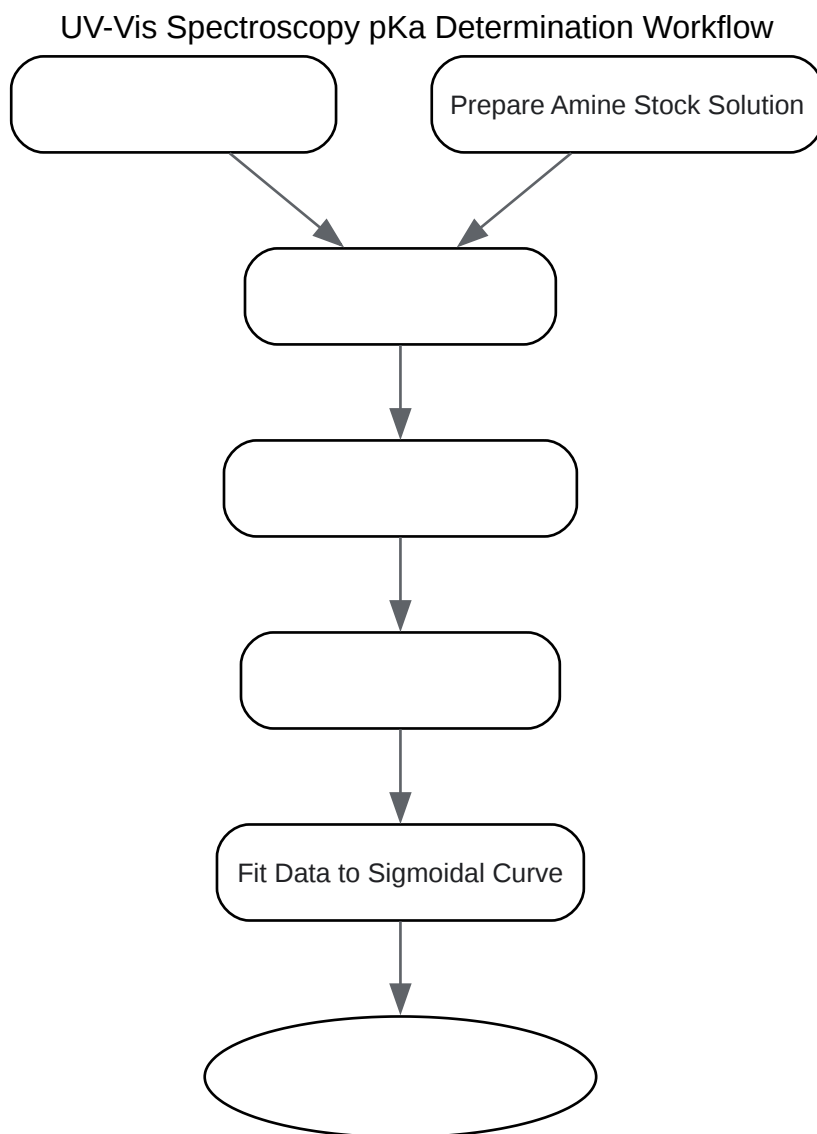 UV-Vis Spectroscopy pKa Determination Workflow
Prepare Amine Stock Solution
Fit Data to Sigmoidal Curve